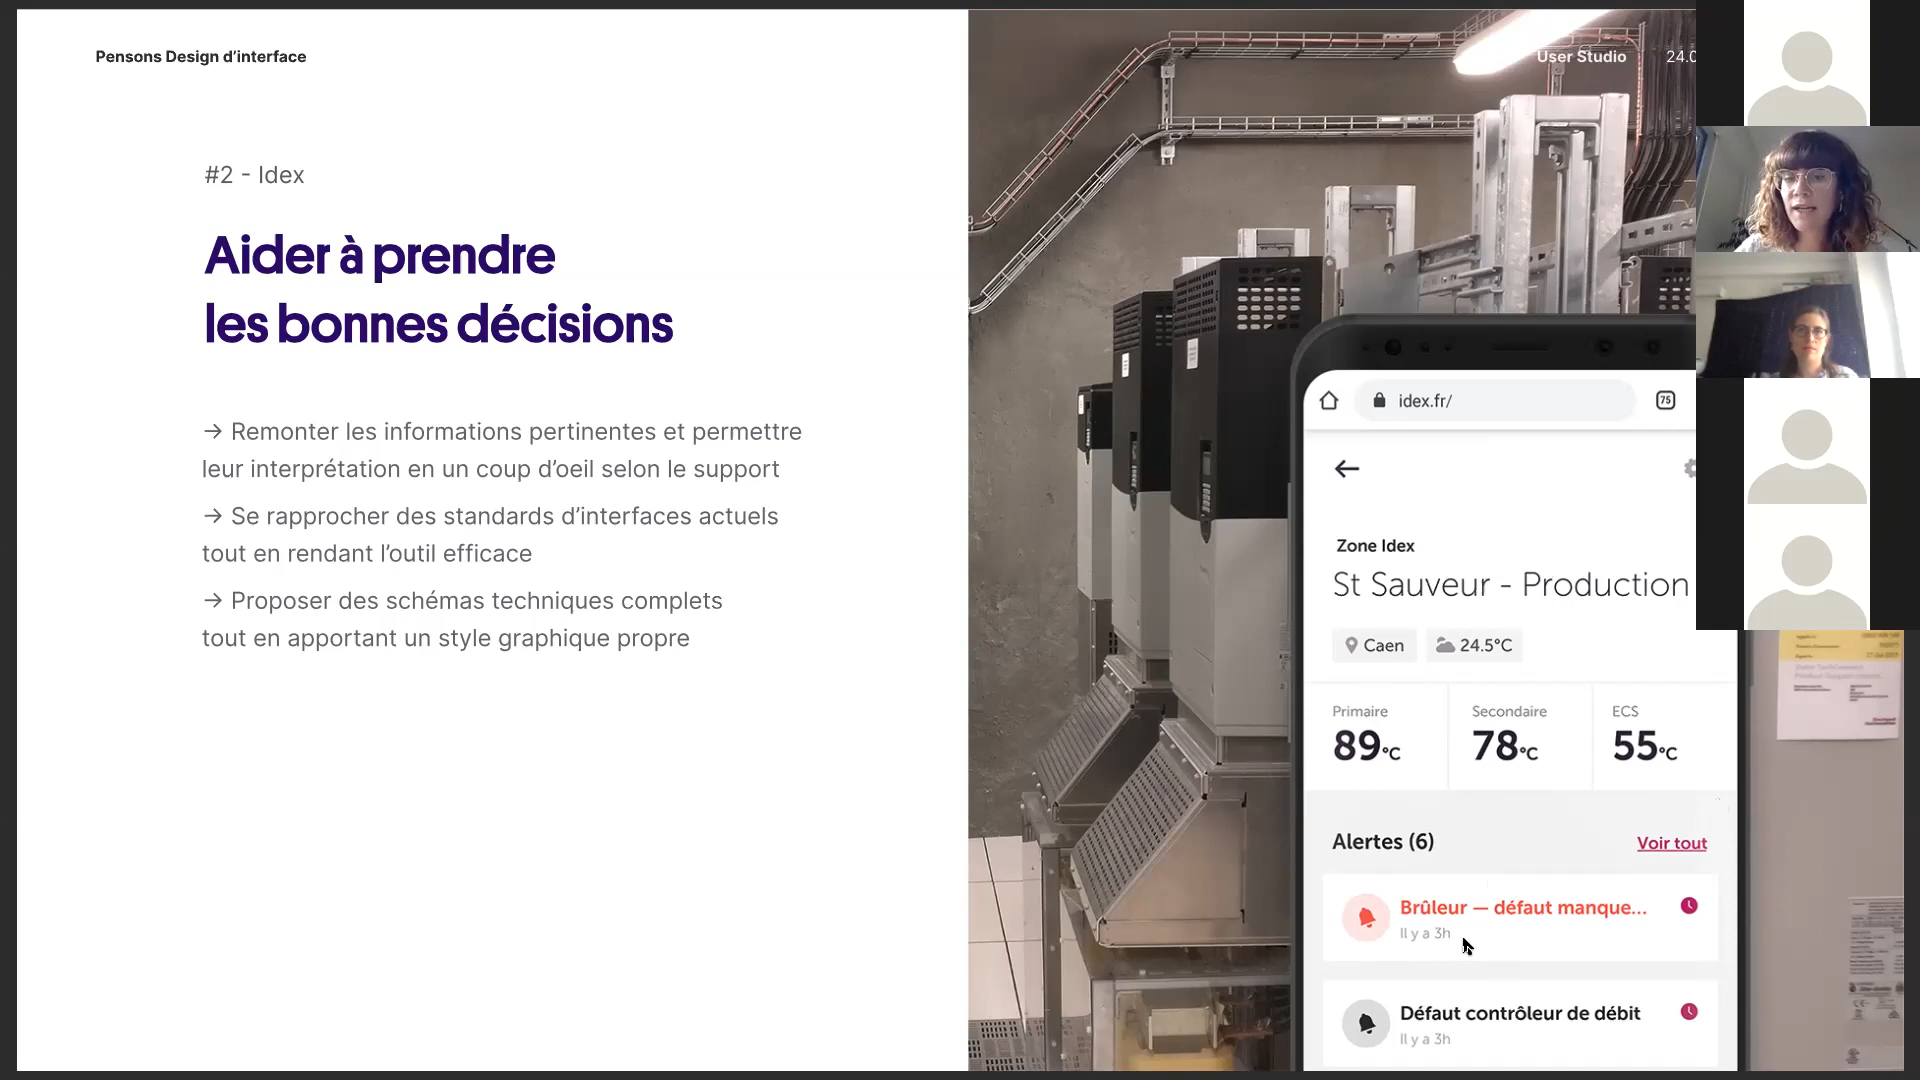 Pensons Design d’interface
User Studio
24.0
#2 - Idex
Aider à prendre
les bonnes décisions
→ Remonter les informations pertinentes et permettre
leur interprétation en un coup d’oeil selon le support
→ Se rapprocher des standards d’interfaces actuels
tout en rendant l’outil efficace
→ Proposer des schémas techniques complets
tout en apportant un style graphique propre
idex.fr/
75
Zone Idex
St Sauveur - Production
Caen
24.5°C
Primaire
89°C
Secondaire
78°C
ECS
55°C
Alertes (6)
Voir tout
Brûleur — défaut manque...
Il y a 3h
Défaut contrôleur de débit
Il y a 3h